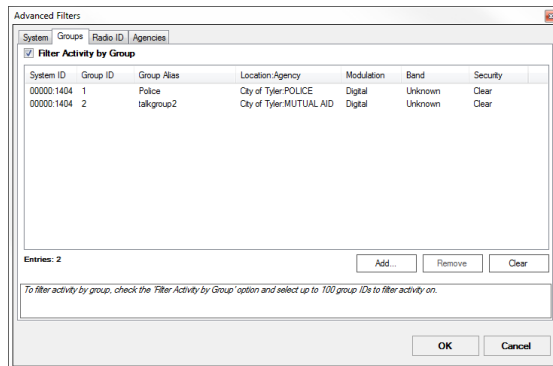 Advanced Filters
System Groups Radio ID Agencies
Filter Activity by Group
System ID Group ID Group Alias Location:Agency Modulation Band Security
00000:1404 1 Police City of Tyler:POLICE Digital Unknown Clear
00000:1404 2 talkgroup2 City of Tyler:MUTUAL AID Digital Unknown Clear
Entries: 2
Add... Remove Clear
To filter activity by group, check the 'Filter Activity by Group' option and select up to 100 group IDs to filter activity on.
OK Cancel